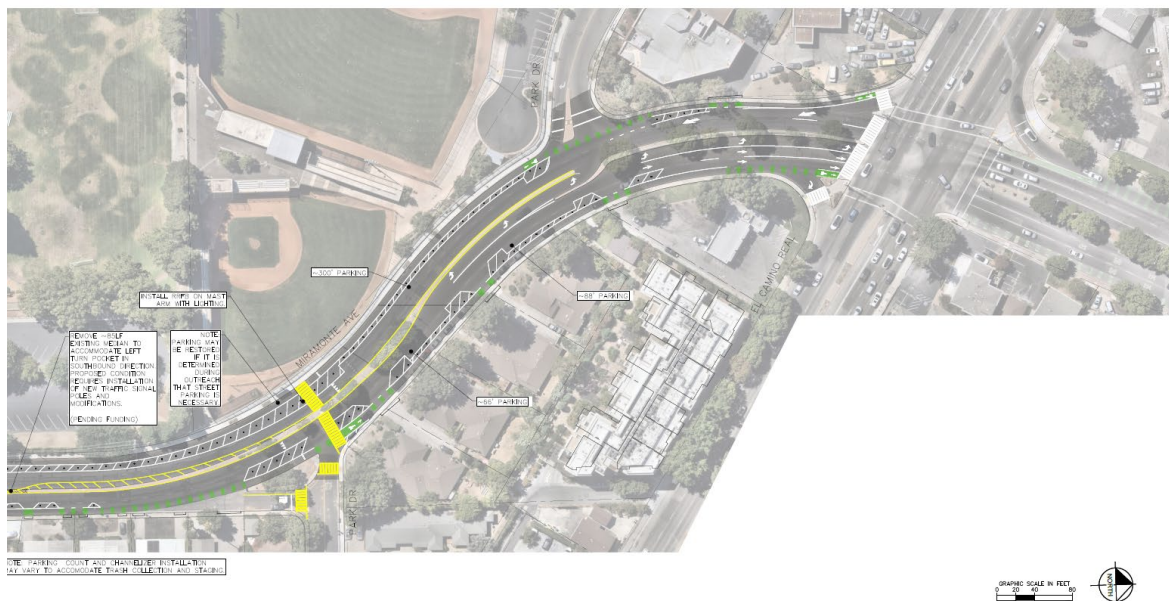 PARK DR
~300' PARKING
INSTALL RRFB ON MAST
ARM WITH LIGHTING
MIRAMONTE AVE
REMOVE ~85LF
EXISTING MEDIAN TO
ACCOMMODATE LEFT
TURN POCKET IN
SOUTHBOUND DIRECTION.
PROPOSED CONDITION
REQUIRES INSTALLATION
OF NEW TRAFFIC SIGNAL
POLES AND
MODIFICATIONS.
(PENDING FUNDING)
NOTE:
PARKING MAY
BE RESTORED
IF IT IS
DETERMINED
DURING
OUTREACH
THAT STREET
PARKING IS
NECESSARY.
~88' PARKING
~66' PARKING
EL CAMINO REAL
PARK DR
NOTE: PARKING COUNT AND CHANNELIZER INSTALLATION
MAY VARY TO ACCOMODATE TRASH COLLECTION AND STAGING.
GRAPHIC SCALE IN FEET
0 20 40 80
NORTH